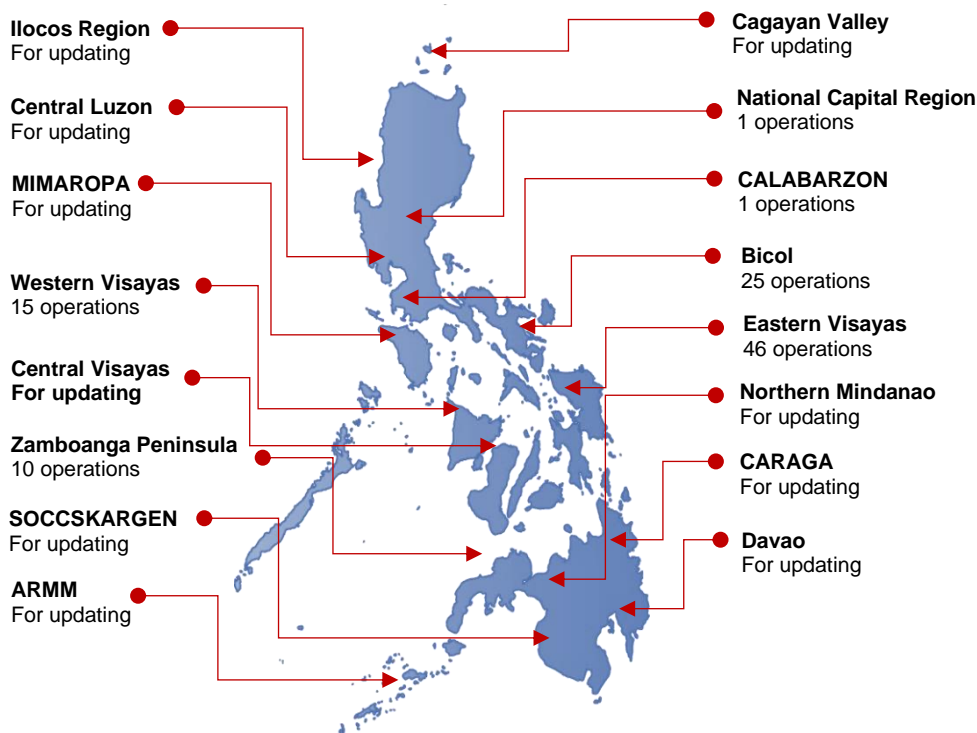 Ilocos Region
For updating
Central Luzon
For updating
MIMAROPA
For updating
Western Visayas
15 operations
Central Visayas
For updating
Zamboanga Peninsula
10 operations
SOCCSKARGEN
For updating
ARMM
For updating
Cagayan Valley
For updating
National Capital Region
1 operations
CALABARZON
1 operations
Bicol
25 operations
Eastern Visayas
46 operations
Northern Mindanao
For updating
CARAGA
For updating
Davao
For updating